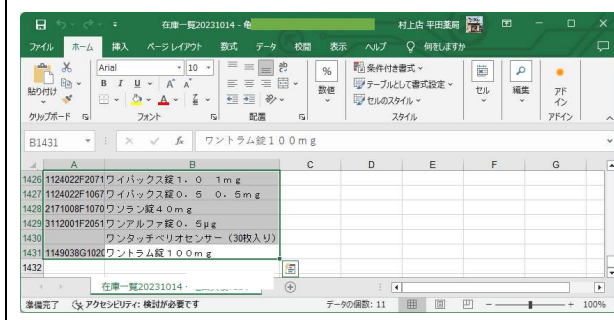 在庫一覧20231014 - 亀
村上店 平田薬局
ファイル ホーム 挿入 ページ レイアウト 数式 データ 校閲 表示 ヘルプ 何をしますか
貼り付け
Arial 10
B I U A A
% 数値
条件付き書式
テーブルとして書式設定
セルのスタイル
セル
編集
アドイン
クリップボード フォント 配置 スタイル アドイン
B1431 fx ワントラム錠100mg
A B C D E F G
1426 1124022F2071 ワイパックス錠1.0 1mg
1427 1124022F1067 ワイパックス錠0.5 0.5mg
1428 2171008F1070 ワソラン錠40mg
1429 3112001F2051 ワンアルファ錠0.5μg
1430 ワンタッチベリオセンサー (30枚入り)
1431 1149038G1020 ワントラム錠100mg
1432
在庫一覧20231014 -
準備完了 アクセシビリティ: 検討が必要です データの個数: 11 100%